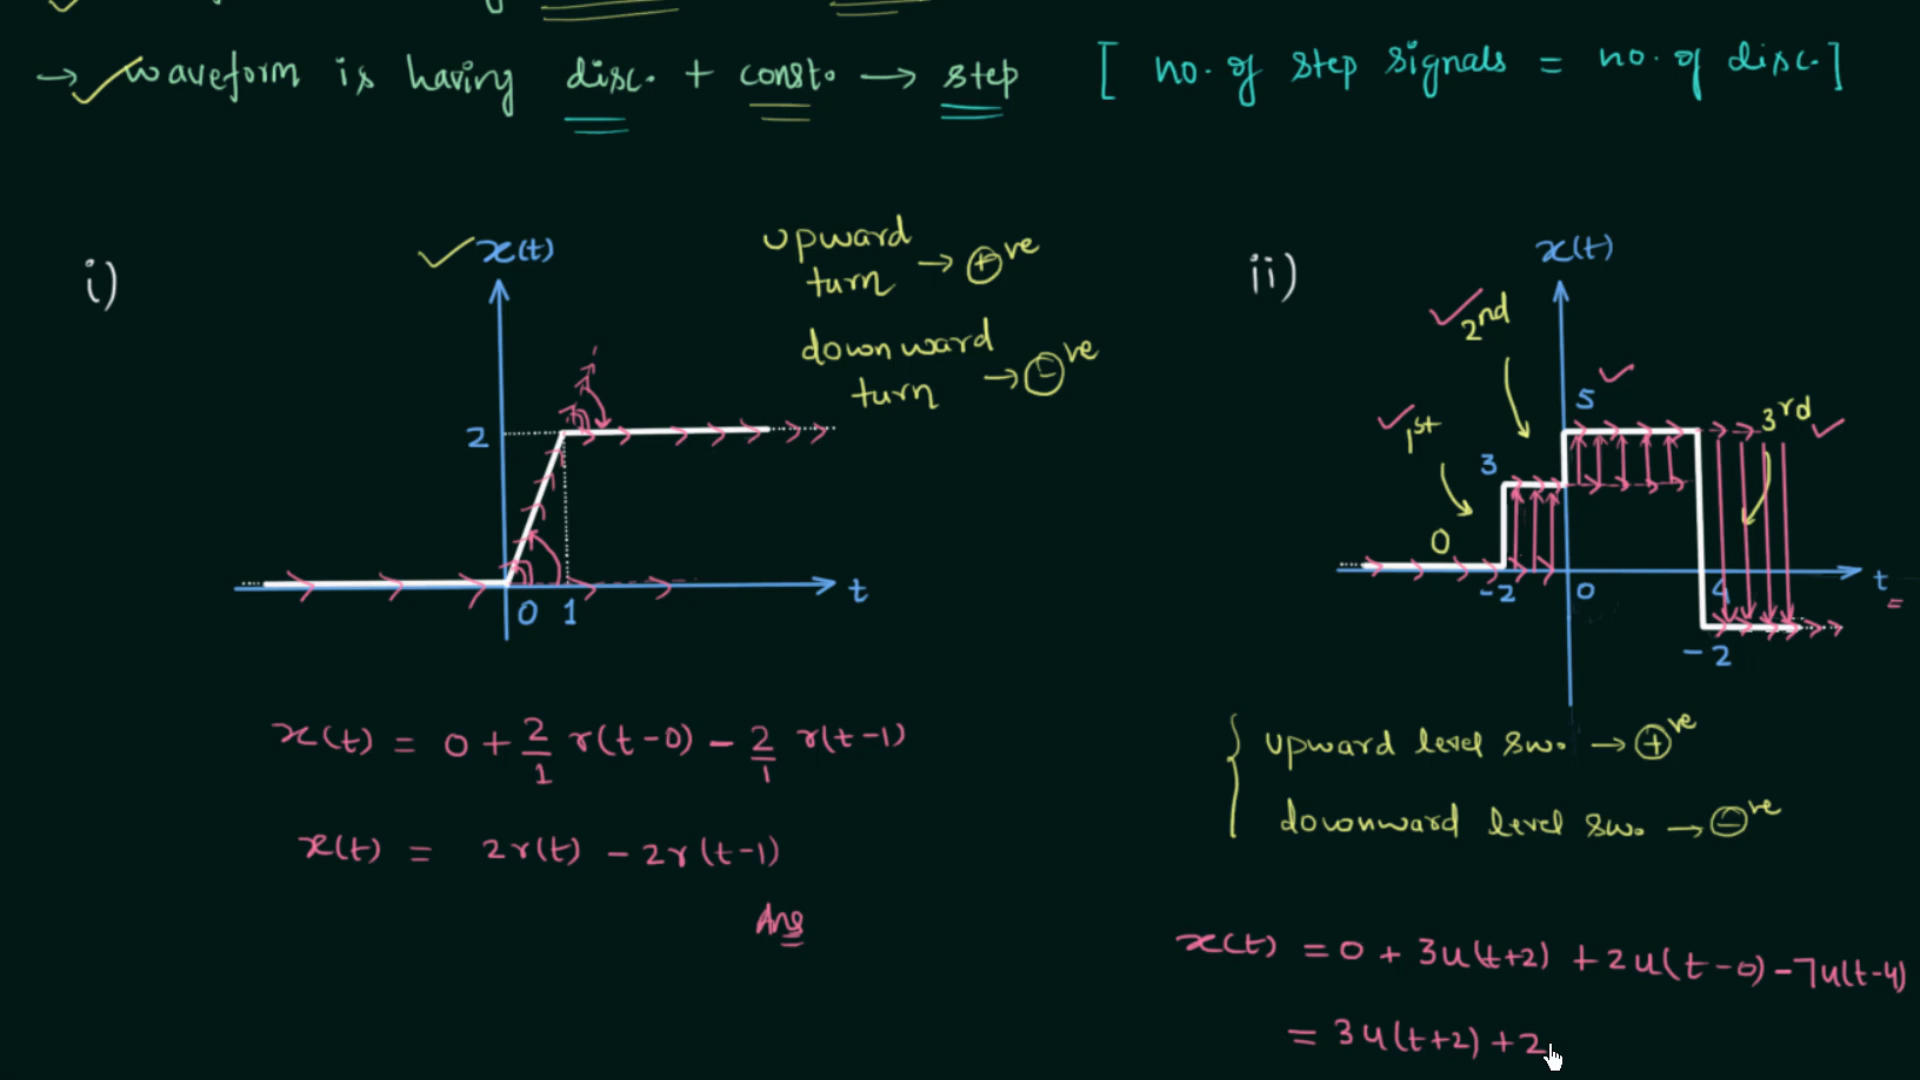 → waveform is having disc. + const. → step [ no. of step signals = no. of disc. ]
i)
x(t)
upward turn → +ve
downward turn → -ve
2
0 1 t
x(t) = 0 + 2/1 r(t-0) - 2/1 r(t-1)
x(t) = 2r(t) - 2r(t-1)
Ans
ii)
x(t)
2nd
5
1st
3rd
3
0
-2 0 4 t
-2
upward level sw. → +ve
downward level sw. → -ve
x(t) = 0 + 3u(t+2) + 2u(t-0) - 7u(t-4)
= 3u(t+2) + 2